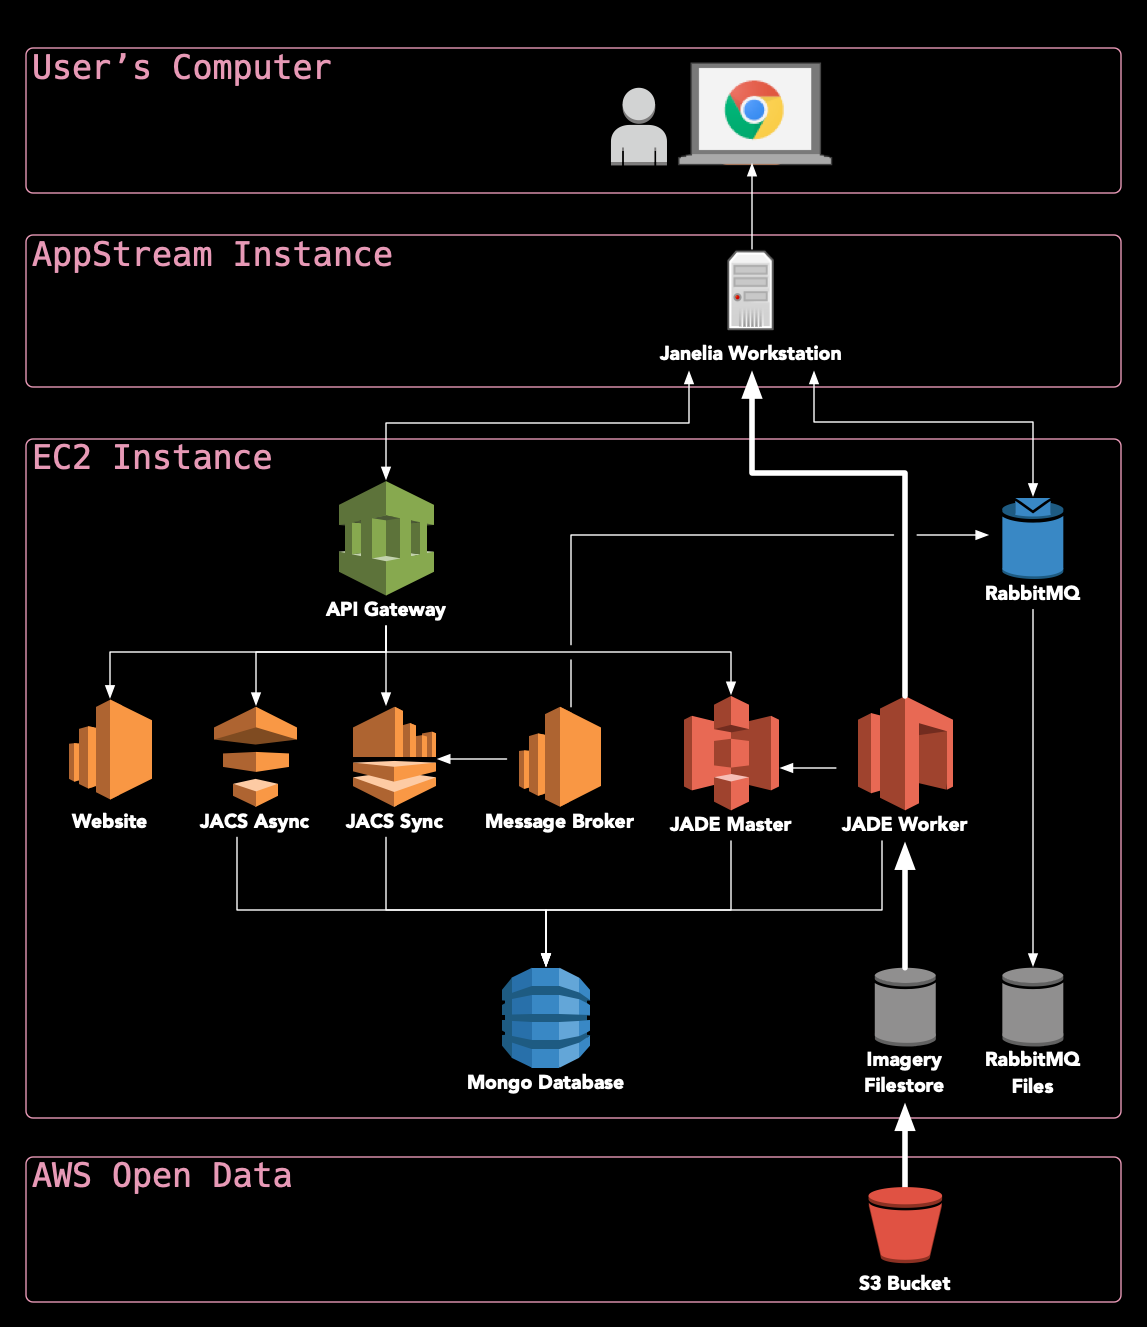 User’s Computer
AppStream Instance
Janelia Workstation
EC2 Instance
API Gateway
RabbitMQ
Website
JACS Async
JACS Sync
Message Broker
JADE Master
JADE Worker
Mongo Database
Imagery
Filestore
RabbitMQ
Files
AWS Open Data
S3 Bucket